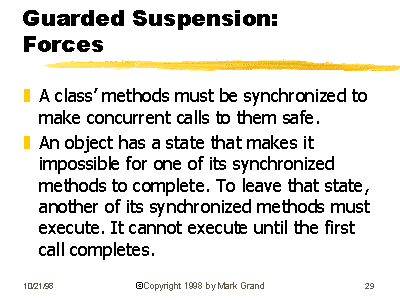 Guarded Suspension:
Forces
A class’ methods must be synchronized to
make concurrent calls to them safe.
An object has a state that makes it
impossible for one of its synchronized
methods to complete. To leave that state,
another of its synchronized methods must
execute. It cannot execute until the first
call completes.
10/21/98 ©Copyright 1998 by Mark Grand 29